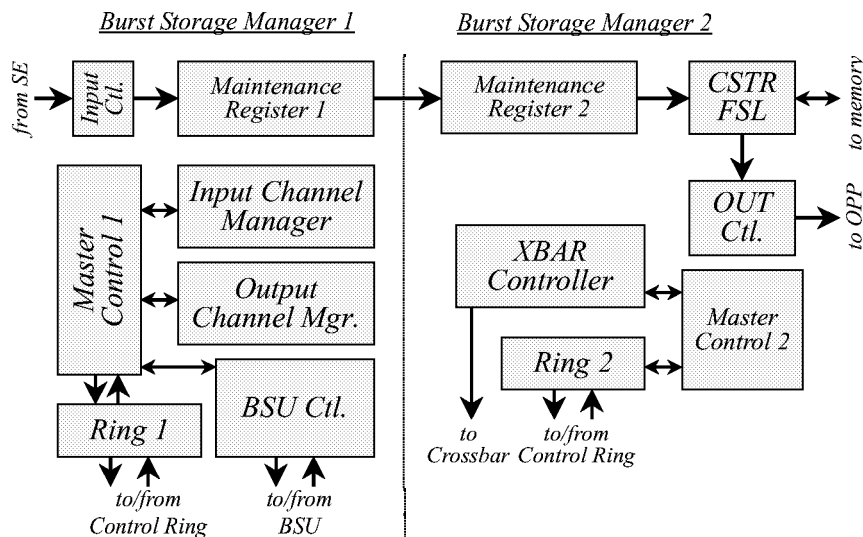 Burst Storage Manager 1
Burst Storage Manager 2
from SE
Input
Ctl.
Maintenance
Register 1
Maintenance
Register 2
CSTR
FSL
to memory
Master
Control 1
Input Channel
Manager
OUT
Ctl.
to OPP
XBAR
Controller
Output
Channel Mgr.
Master
Control 2
Ring 2
BSU Ctl.
Ring 1
to
Crossbar
to/from
Control Ring
to/from
Control Ring
to/from
BSU